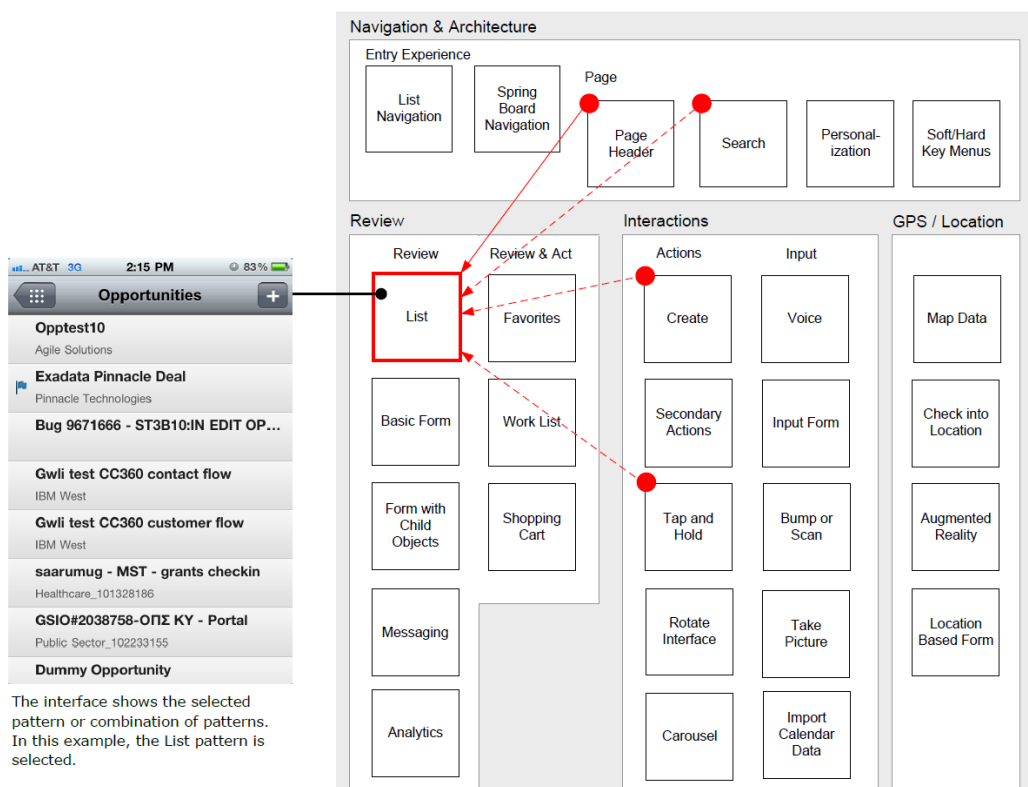 Navigation & Architecture
Entry Experience
List
Navigation
Spring
Board
Navigation
Page
Page
Header
Search
Personal-
ization
Soft/Hard
Key Menus
Review
Review
Review & Act
List
Favorites
Basic Form
Work List
Form with
Child
Objects
Shopping
Cart
Messaging
Analytics
Interactions
Actions
Input
Create
Voice
Secondary
Actions
Input Form
Tap and
Hold
Bump or
Scan
Rotate
Interface
Take
Picture
Carousel
Import
Calendar
Data
GPS / Location
Map Data
Check into
Location
Augmented
Reality
Location
Based Form
AT&T 3G 2:15 PM 83%
Opportunities +
Opptest10
Agile Solutions
Exadata Pinnacle Deal
Pinnacle Technologies
Bug 9671666 - ST3B10:IN EDIT OP...
Gwli test CC360 contact flow
IBM West
Gwli test CC360 customer flow
IBM West
saarumug - MST - grants checkin
Healthcare_101328186
GSIO#2038758-ΟΠΣ ΚΥ - Portal
Public Sector_102233155
Dummy Opportunity
The interface shows the selected
pattern or combination of patterns.
In this example, the List pattern is
selected.